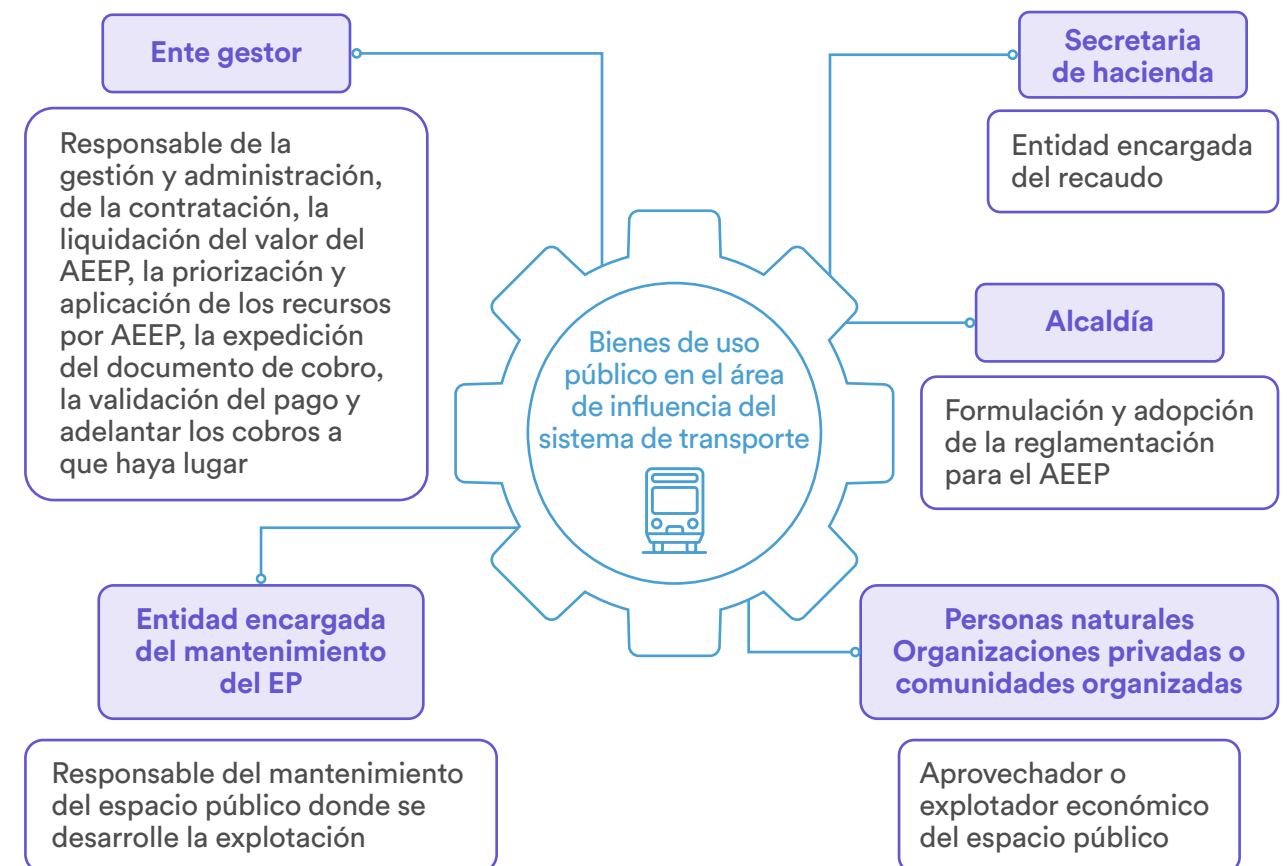 Ente gestor
Responsable de la
gestión y administración,
de la contratación, la
liquidación del valor del
AEEP, la priorización y
aplicación de los recursos
por AEEP, la expedición
del documento de cobro,
la validación del pago y
adelantar los cobros a
que haya lugar
Secretaria
de hacienda
Entidad encargada
del recaudo
Bienes de uso
público en el área
de influencia del
sistema de transporte
Alcaldía
Formulación y adopción
de la reglamentación
para el AEEP
Entidad encargada
del mantenimiento
del EP
Responsable del mantenimiento
del espacio público donde se
desarrolle la explotación
Personas naturales
Organizaciones privadas o
comunidades organizadas
Aprovechador o
explotador económico
del espacio público